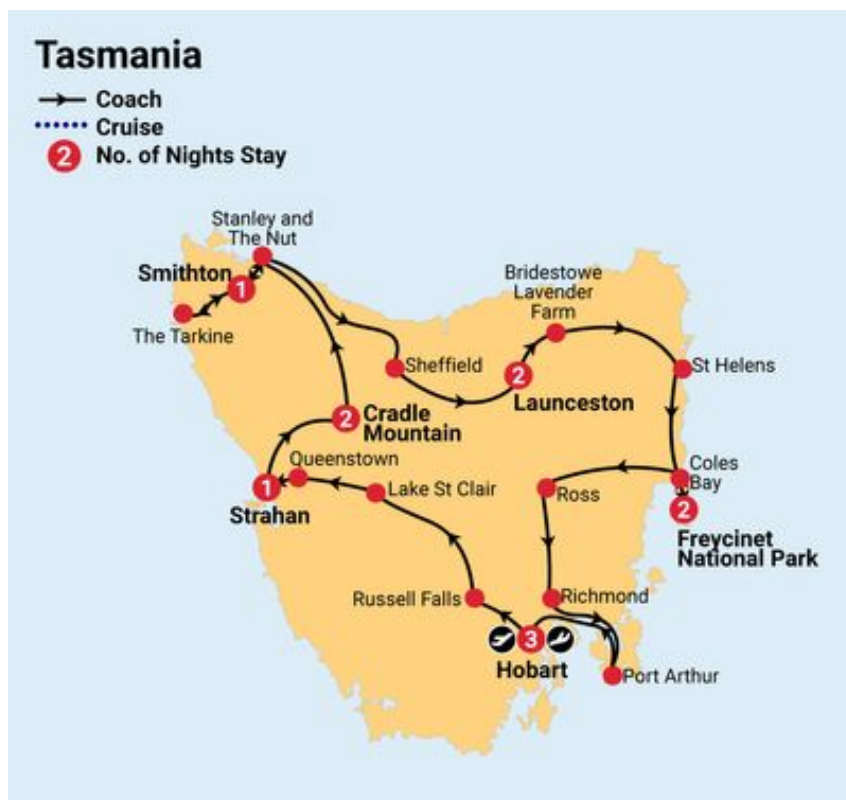 Tasmania
Coach
Cruise
2 No. of Nights Stay
Stanley and
The Nut
Smithton
1
The Tarkine
Bridestowe
Lavender
Farm
Sheffield
2
Launceston
St Helens
2
Cradle
Mountain
Queenstown
1
Strahan
Lake St Clair
Ross
Coles
Bay
2
Freycinet
National Park
Russell Falls
Richmond
3
Hobart
Port Arthur